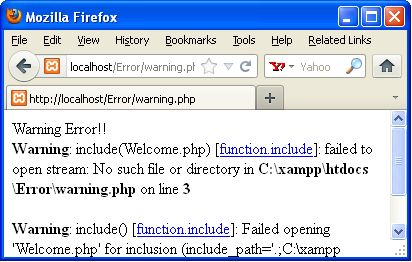 Mozilla Firefox
File Edit View History Bookmarks Tools Help Related Links
localhost/Error/warning.ph Yahoo
http://localhost/Error/warning.php
Warning Error!!
Warning: include(Welcome.php) [function.include]: failed to
open stream: No such file or directory in C:\xampp\htdocs
\Error\warning.php on line 3
Warning: include() [function.include]: Failed opening
'Welcome.php' for inclusion (include_path='.;C:\xampp